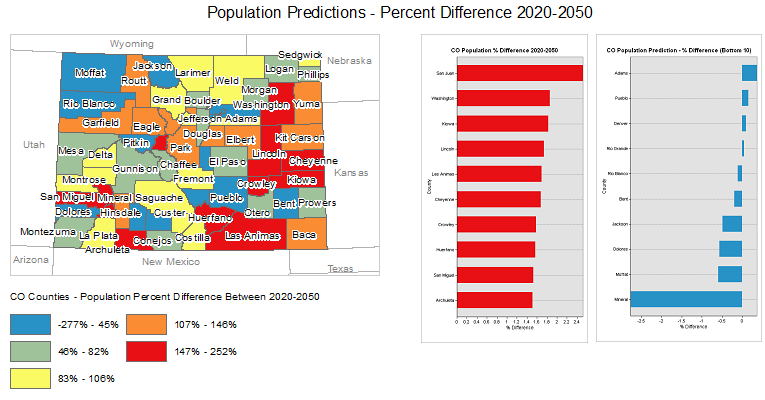 Population Predictions - Percent Difference 2020-2050
Wyoming
Nebraska
Utah
Kansas
Arizona
New Mexico
Texas
Moffat
Jackson
Routt
Larimer
Sedgwick
Logan
Phillips
Weld
Morgan
Rio Blanco
Grand
Boulder
Washington
Yuma
Garfield
Eagle
Jefferson
Adams
Douglas
Pitkin
Park
Elbert
Kit Carson
Mesa
Delta
Lincoln
Cheyenne
Chaffee
El Paso
Gunnison
Montrose
Fremont
Crowley
Kiowa
San Miguel
Mineral
Saguache
Pueblo
Bent
Prowers
Dolores
Hinsdale
Custer
Huerfano
Otero
Montezuma
La Plata
Conejos
Costilla
Las Animas
Baca
Archuleta
CO Counties - Population Percent Difference Between 2020-2050
-277% - 45%
107% - 146%
46% - 82%
147% - 252%
83% - 106%
CO Population % Difference 2020-2050
County
San Juan
Washington
Kiowa
Lincoln
Las Animas
Cheyenne
Crowley
Huerfano
San Miguel
Archuleta
0 0.2 0.4 0.6 0.8 1 1.2 1.4 1.6 1.8 2 2.2 2.4
% Difference
CO Population Prediction - % Difference (Bottom 10)
County
Adams
Pueblo
Denver
Rio Grande
Rio Blanco
Bent
Jackson
Dolores
Moffat
Mineral
-2.5 -2 -1.5 -1 -0.5 0
% Difference